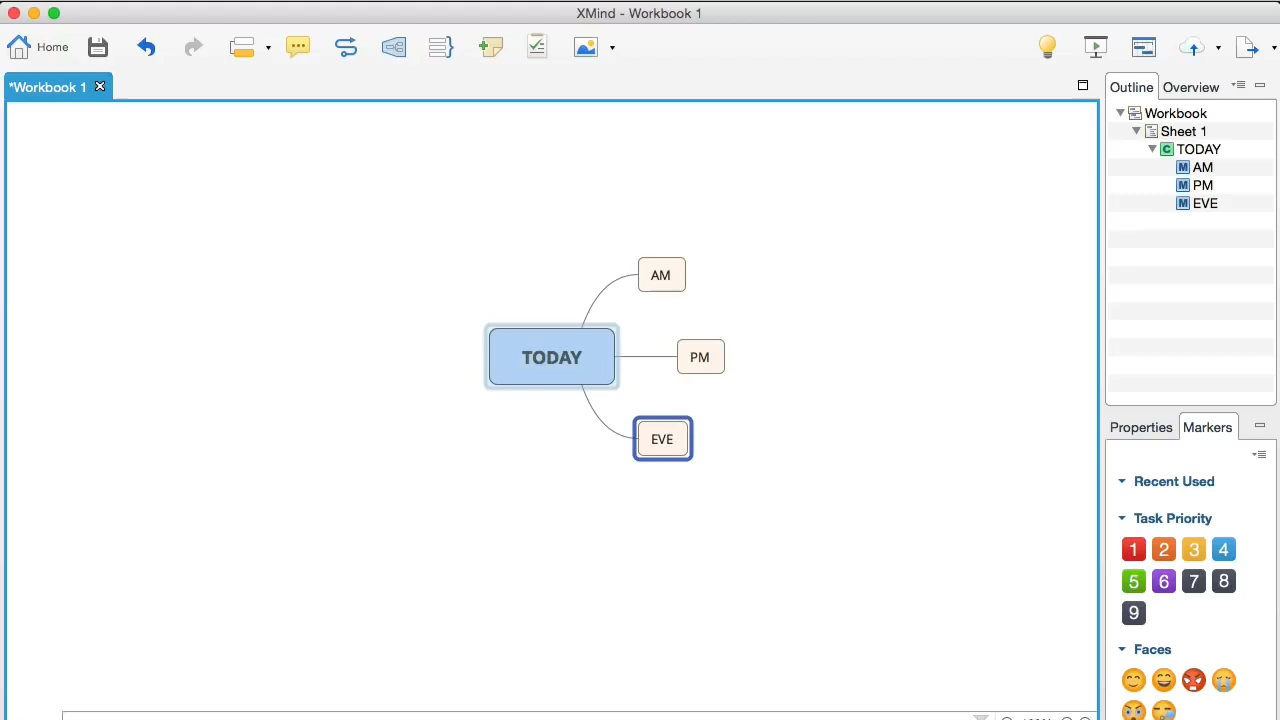 XMind - Workbook 1
Home
*Workbook 1
Outline
Overview
Workbook
Sheet 1
C TODAY
M AM
M PM
M EVE
AM
TODAY
PM
EVE
Properties
Markers
Recent Used
Task Priority
1 2 3 4
5 6 7 8
9
Faces